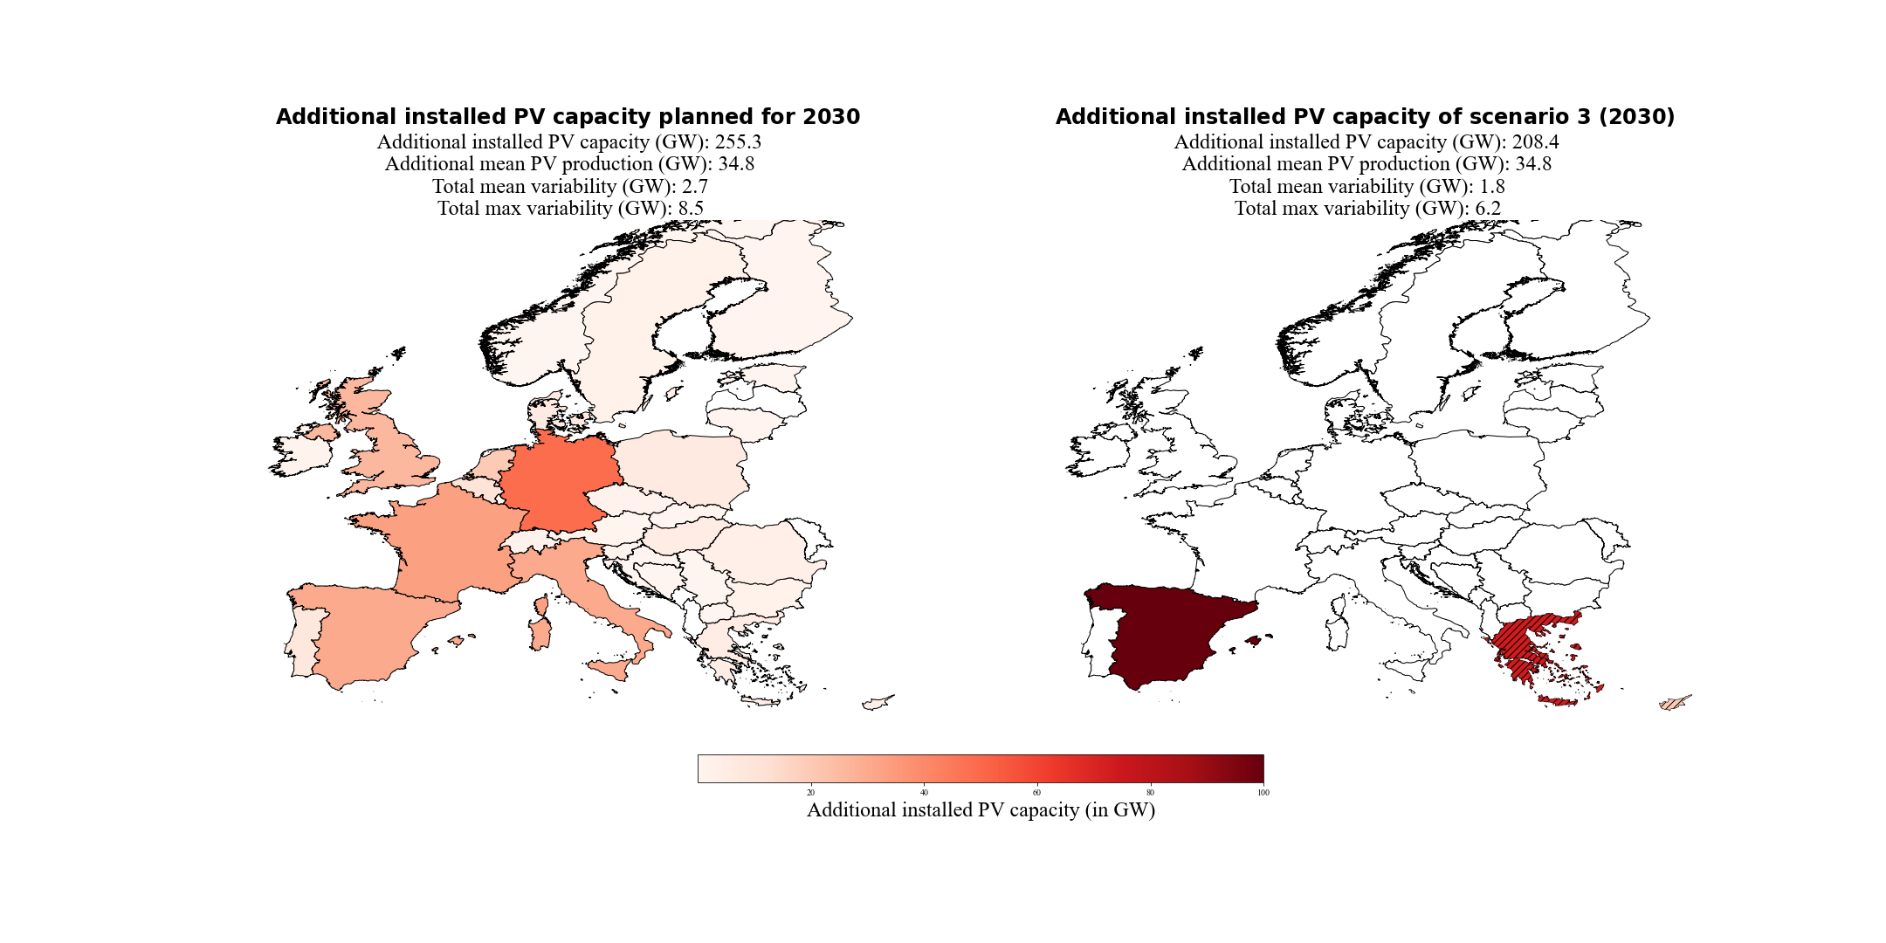 Additional installed PV capacity planned for 2030
Additional installed PV capacity (GW): 255.3
Additional mean PV production (GW): 34.8
Total mean variability (GW): 2.7
Total max variability (GW): 8.5
Additional installed PV capacity of scenario 3 (2030)
Additional installed PV capacity (GW): 208.4
Additional mean PV production (GW): 34.8
Total mean variability (GW): 1.8
Total max variability (GW): 6.2
20 40 60 80 100
Additional installed PV capacity (in GW)